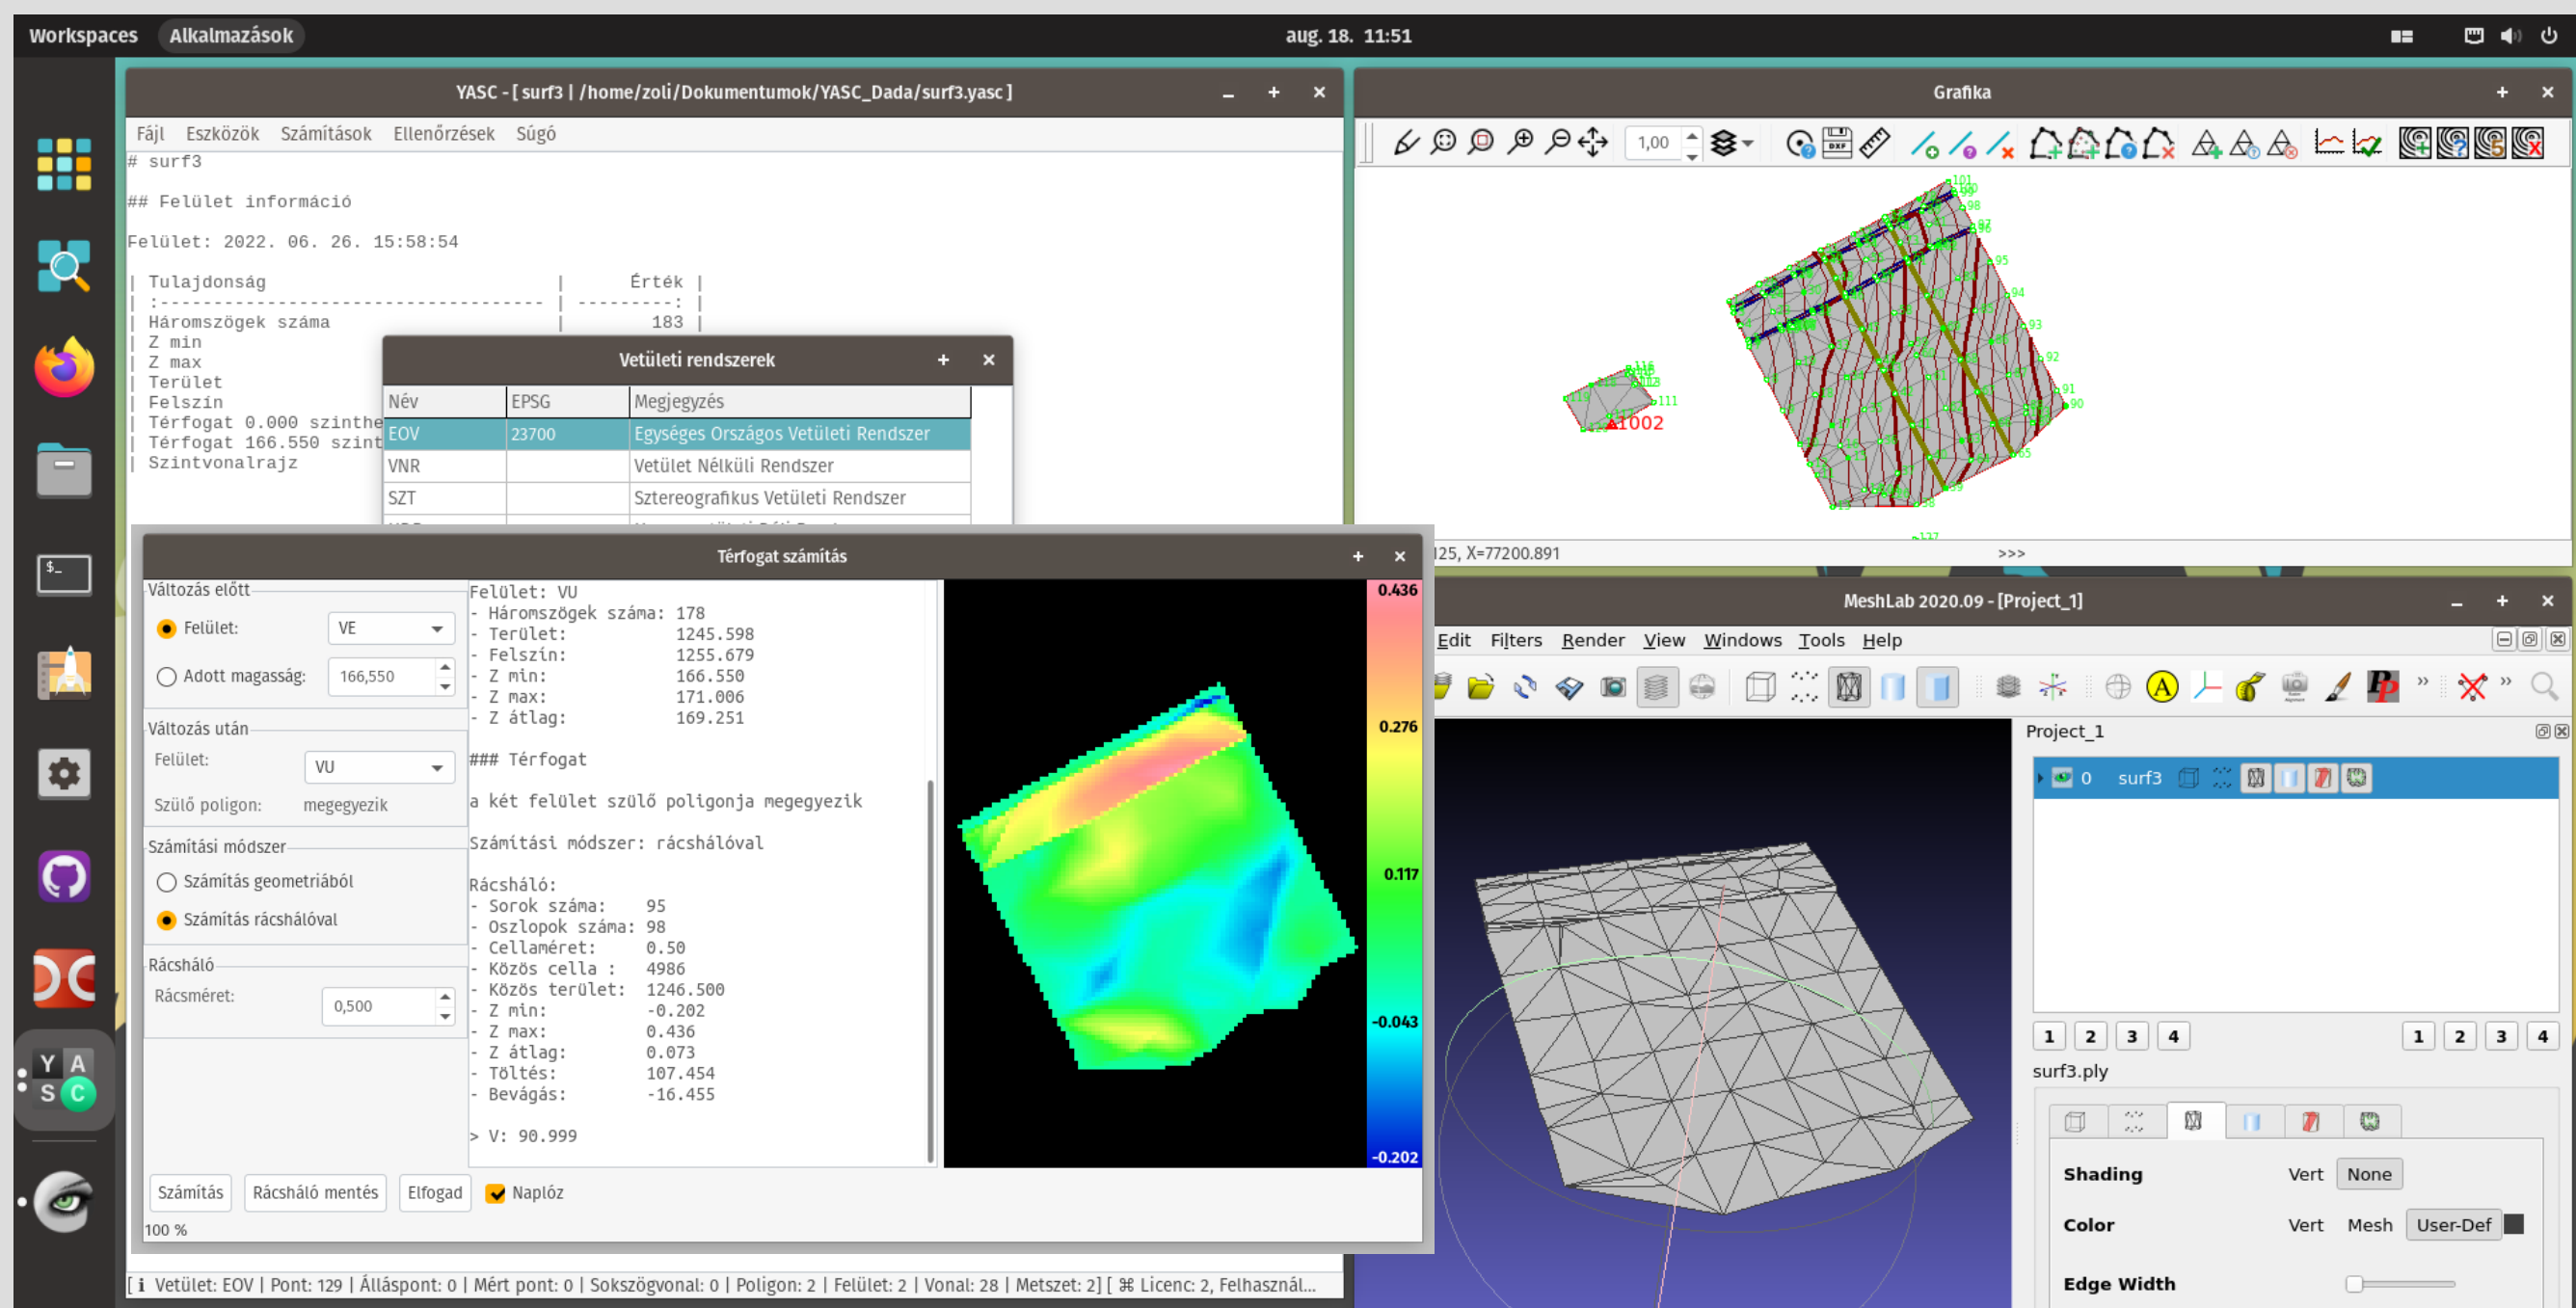 Workspaces Alkalmazások aug. 18. 11:51
YASC - [ surf3 | /home/zoli/Dokumentumok/YASC_Dada/surf3.yasc ]
Fájl Eszközök Számítások Ellenőrzések Súgó
# surf3
## Felület információ
Felület: 2022. 06. 26. 15:58:54
| Tulajdonság | Érték |
| :------------------------------------ | ---------: |
| Háromszögek száma | 183 |
| Z min
| Z max
| Terület
| Felszín
| Térfogat 0.000 szinthe
| Térfogat 166.550 szint
| Szintvonalrajz
Vetületi rendszerek
Név EPSG Megjegyzés
EOV 23700 Egységes Országos Vetületi Rendszer
VNR Vetület Nélküli Rendszer
SZT Sztereografikus Vetületi Rendszer
Térfogat számítás
Változás előtt
Felület: VE
Adott magasság: 166,550
Változás után
Felület: VU
Szülő poligon: megegyezik
Számítási módszer
Számítás geometriából
Számítás rácshálóval
Rácsháló
Rácsméret: 0,500
Felület: VU
- Háromszögek száma: 178
- Terület: 1245.598
- Felszín: 1255.679
- Z min: 166.550
- Z max: 171.006
- Z átlag: 169.251
### Térfogat
a két felület szülő poligonja megegyezik
Számítási módszer: rácshálóval
Rácsháló:
- Sorok száma: 95
- Oszlopok száma: 98
- Cellaméret: 0.50
- Közös cella : 4986
- Közös terület: 1246.500
- Z min: -0.202
- Z max: 0.436
- Z átlag: 0.073
- Töltés: 107.454
- Bevágás: -16.455
> V: 90.999
0.436
0.276
0.117
-0.043
-0.202
Számítás Rácsháló mentés Elfogad Naplóz
100 %
[ ℹ Vetület: EOV | Pont: 129 | Álláspont: 0 | Mért pont: 0 | Sokszögvonal: 0 | Poligon: 2 | Felület: 2 | Vonal: 28 | Metszet: 2] [ ⌘ Licenc: 2, Felhasznál...
Grafika
1,00
DXF
101
98
95
94
93
92
91
90
65
111
1002
125, X=77200.891 >>>
MeshLab 2020.09 - [Project_1]
Edit Filters Render View Windows Tools Help
Project_1
0 surf3
1 2 3 4 1 2 3 4
surf3.ply
Shading Vert None
Color Vert Mesh User-Def
Edge Width
$_
Y A
S C